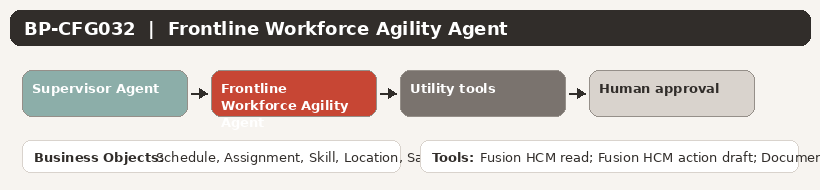 BP-CFG032 | Frontline Workforce Agility Agent
Supervisor Agent
Frontline
Workforce Agility
Agent
Utility tools
Human approval
Business Objects: Schedule, Assignment, Skill, Location, Sa
Tools: Fusion HCM read; Fusion HCM action draft; Documen